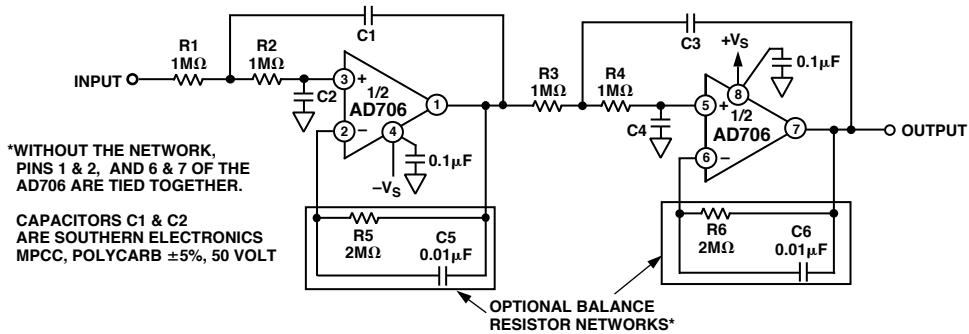 C1
C3
R1
1MΩ
R2
1MΩ
INPUT
C2
3
+
1/2
AD706
1
2
−
4
0.1µF
−VS
R3
1MΩ
R4
1MΩ
C4
+VS
0.1µF
8
5
+
1/2
AD706
7
6
−
OUTPUT
*WITHOUT THE NETWORK,
PINS 1 & 2, AND 6 & 7 OF THE
AD706 ARE TIED TOGETHER.
CAPACITORS C1 & C2
ARE SOUTHERN ELECTRONICS
MPCC, POLYCARB ±5%, 50 VOLT
R5
2MΩ
C5
0.01µF
R6
2MΩ
C6
0.01µF
OPTIONAL BALANCE
RESISTOR NETWORKS*